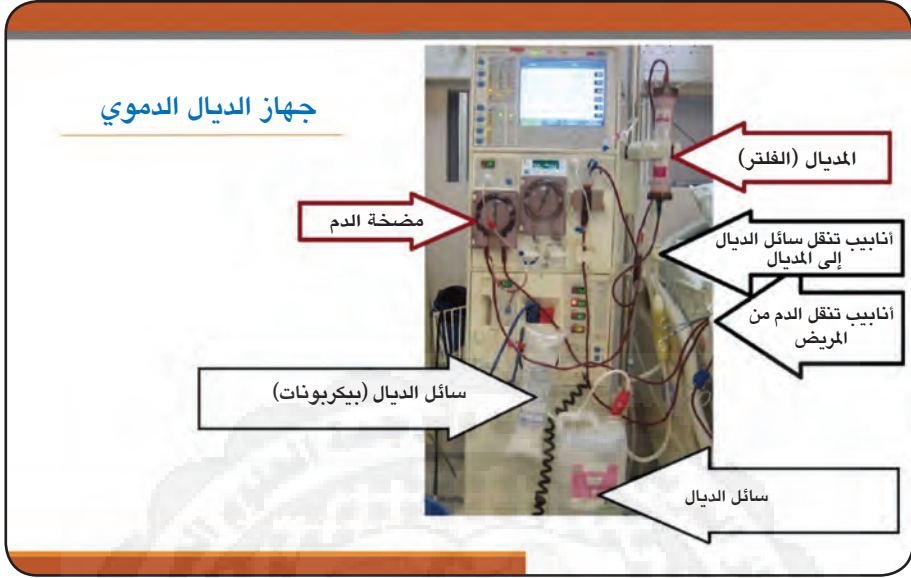 جهاز الديال الدموي
المديال (الفلتر)
مضخة الدم
أنابيب تنقل سائل الديال
إلى المديال
أنابيب تنقل الدم من
المريض
سائل الديال (بيكربونات)
سائل الديال